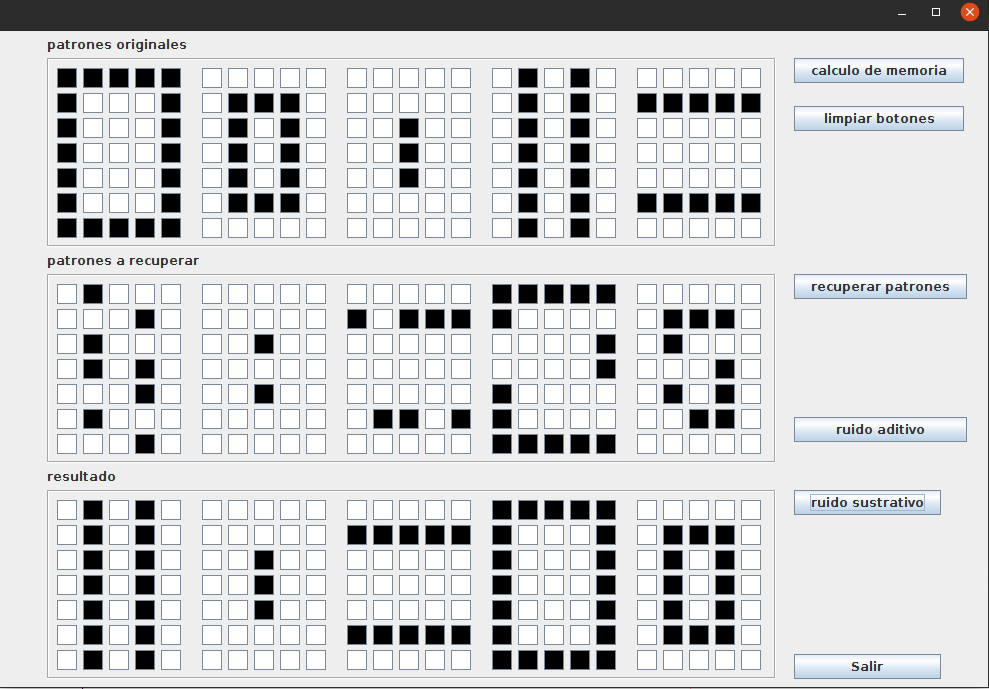 patrones originales
calculo de memoria
limpiar botones
patrones a recuperar
recuperar patrones
ruido aditivo
resultado
ruido sustrativo
Salir